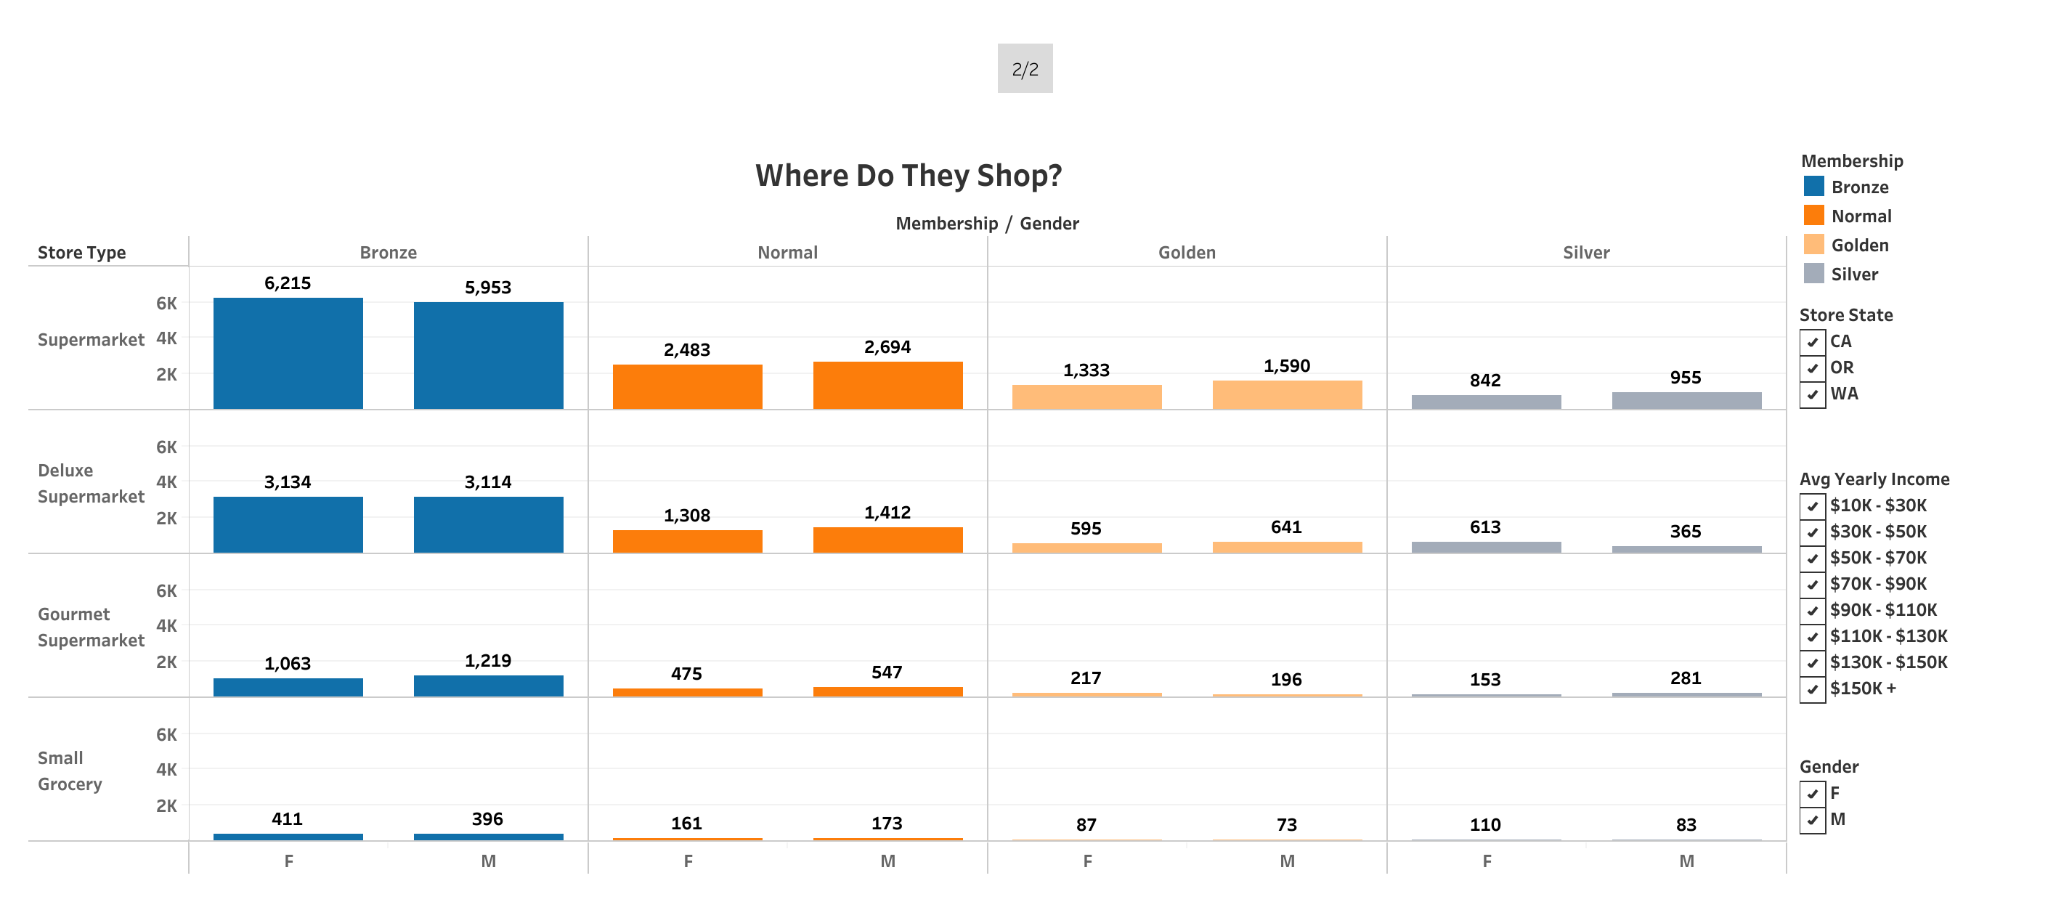 2/2
Where Do They Shop?
Membership / Gender
Store Type Bronze Normal Golden Silver
Supermarket
6K
4K
2K
6,215 5,953 2,483 2,694 1,333 1,590 842 955
Deluxe
Supermarket
6K
4K
2K
3,134 3,114 1,308 1,412 595 641 613 365
Gourmet
Supermarket
6K
4K
2K
1,063 1,219 475 547 217 196 153 281
Small
Grocery
6K
4K
2K
411 396 161 173 87 73 110 83
F M F M F M F M
Membership
Bronze
Normal
Golden
Silver
Store State
CA
OR
WA
Avg Yearly Income
$10K - $30K
$30K - $50K
$50K - $70K
$70K - $90K
$90K - $110K
$110K - $130K
$130K - $150K
$150K +
Gender
F
M